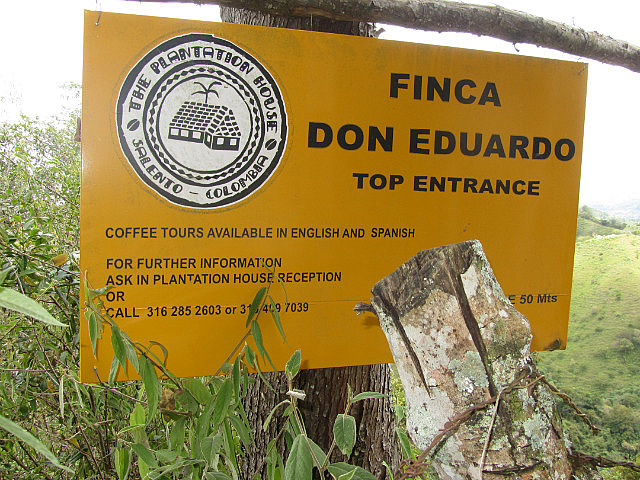 THE PLANTATION HOUSE
SALENTO - COLOMBIA
FINCA
DON EDUARDO
TOP ENTRANCE
COFFEE TOURS AVAILABLE IN ENGLISH AND SPANISH
FOR FURTHER INFORMATION
ASK IN PLANTATION HOUSE RECEPTION
OR
CALL 316 285 2603 or 7039
50 Mts